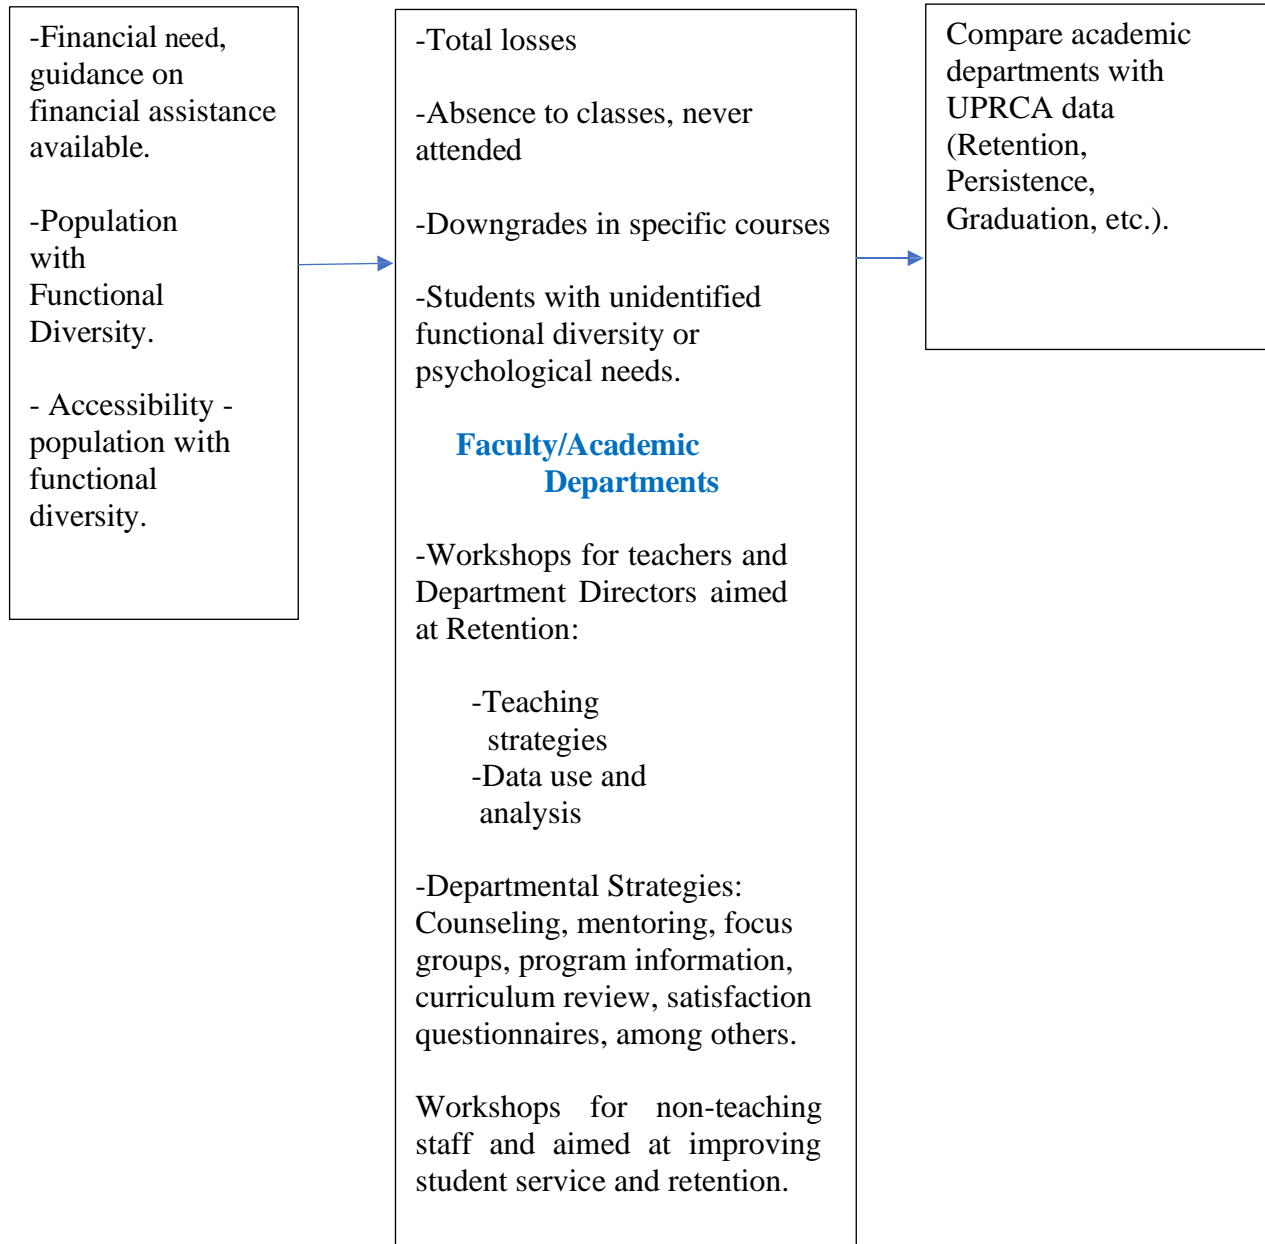 -Financial need,
guidance on
financial assistance
available.
-Population
with
Functional
Diversity.
- Accessibility -
population with
functional
diversity.
-Total losses
-Absence to classes, never
attended
-Downgrades in specific courses
-Students with unidentified
functional diversity or
psychological needs.
Faculty/Academic
Departments
-Workshops for teachers and
Department Directors aimed
at Retention:
-Teaching
strategies
-Data use and
analysis
-Departmental Strategies:
Counseling, mentoring, focus
groups, program information,
curriculum review, satisfaction
questionnaires, among others.
Workshops for non-teaching
staff and aimed at improving
student service and retention.
Compare academic
departments with
UPRCA data
(Retention,
Persistence,
Graduation, etc.).